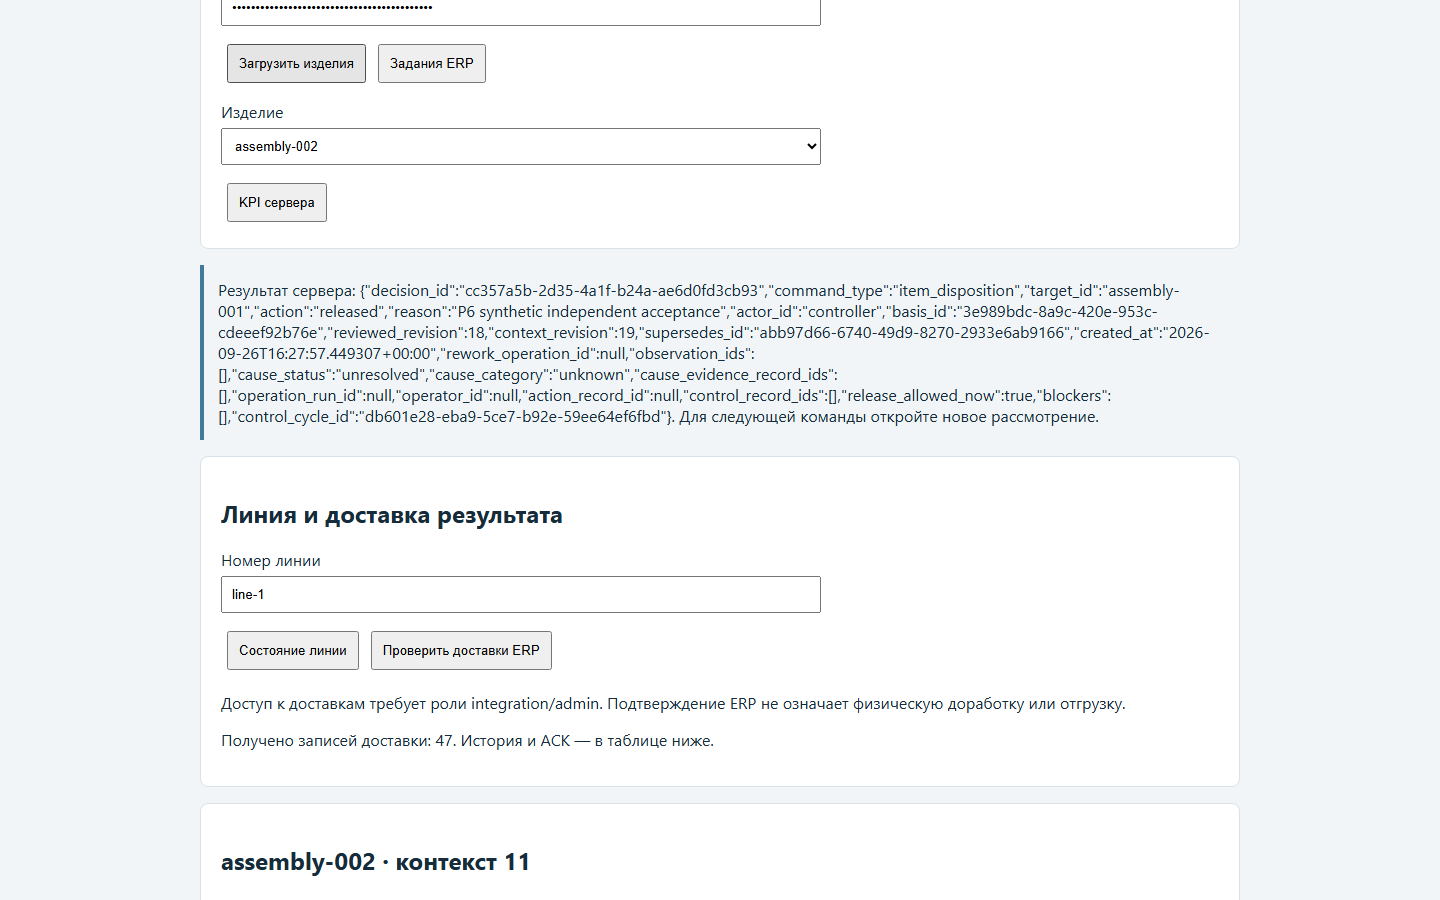 Загрузить изделия Задания ERP
Изделие
assembly-002
KPI сервера
Результат сервера: {"decision_id":"cc357a5b-2d35-4a1f-b24a-ae6d0fd3cb93","command_type":"item_disposition","target_id":"assembly-
001","action":"released","reason":"P6 synthetic independent acceptance","actor_id":"controller","basis_id":"3e989bdc-8a9c-420e-953c-
cdeeef92b76e","reviewed_revision":18,"context_revision":19,"supersedes_id":"abb97d66-6740-49d9-8270-2933e6ab9166","created_at":"2026-
09-26T16:27:57.449307+00:00","rework_operation_id":null,"observation_ids":
[],"cause_status":"unresolved","cause_category":"unknown","cause_evidence_record_ids":
[],"operation_run_id":null,"operator_id":null,"action_record_id":null,"control_record_ids":[],"release_allowed_now":true,"blockers":
[],"control_cycle_id":"db601e28-eba9-5ce7-b92e-59ee64ef6fbd"}. Для следующей команды откройте новое рассмотрение.
Линия и доставка результата
Номер линии
line-1
Состояние линии Проверить доставки ERP
Доступ к доставкам требует роли integration/admin. Подтверждение ERP не означает физическую доработку или отгрузку.
Получено записей доставки: 47. История и ACK — в таблице ниже.
assembly-002 · контекст 11